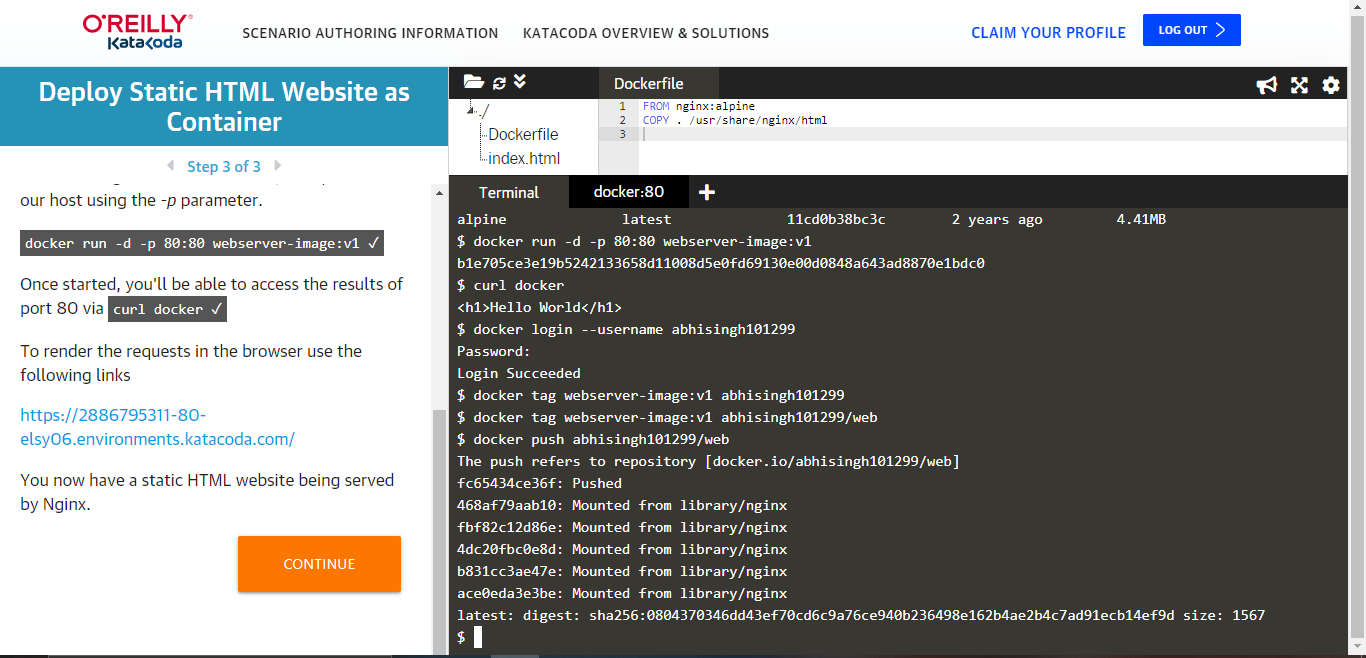 O'REILLY
Katacoda
SCENARIO AUTHORING INFORMATION
KATACODA OVERVIEW & SOLUTIONS
CLAIM YOUR PROFILE
LOG OUT
Deploy Static HTML Website as
Container
Step 3 of 3
our host using the -p parameter.
docker run -d -p 80:80 webserver-image:v1 ✓
Once started, you'll be able to access the results of
port 80 via curl docker ✓
To render the requests in the browser use the
following links
https://2886795311-80-
elsy06.environments.katacoda.com/
You now have a static HTML website being served
by Nginx.
CONTINUE
Dockerfile
./
Dockerfile
index.html
1 FROM nginx:alpine
2 COPY . /usr/share/nginx/html
3
Terminal
docker:80
alpine latest 11cd0b38bc3c 2 years ago 4.41MB
$ docker run -d -p 80:80 webserver-image:v1
b1e705ce3e19b5242133658d11008d5e0fd69130e00d0848a643ad8870e1bdc0
$ curl docker
<h1>Hello World</h1>
$ docker login --username abhisingh101299
Password:
Login Succeeded
$ docker tag webserver-image:v1 abhisingh101299
$ docker tag webserver-image:v1 abhisingh101299/web
$ docker push abhisingh101299/web
The push refers to repository [docker.io/abhisingh101299/web]
fc65434ce36f: Pushed
468af79aab10: Mounted from library/nginx
fbf82c12d86e: Mounted from library/nginx
4dc20fbc0e8d: Mounted from library/nginx
b831cc3ae47e: Mounted from library/nginx
ace0eda3e3be: Mounted from library/nginx
latest: digest: sha256:0804370346dd43ef70cd6c9a76ce940b236498e162b4ae2b4c7ad91ecb14ef9d size: 1567
$